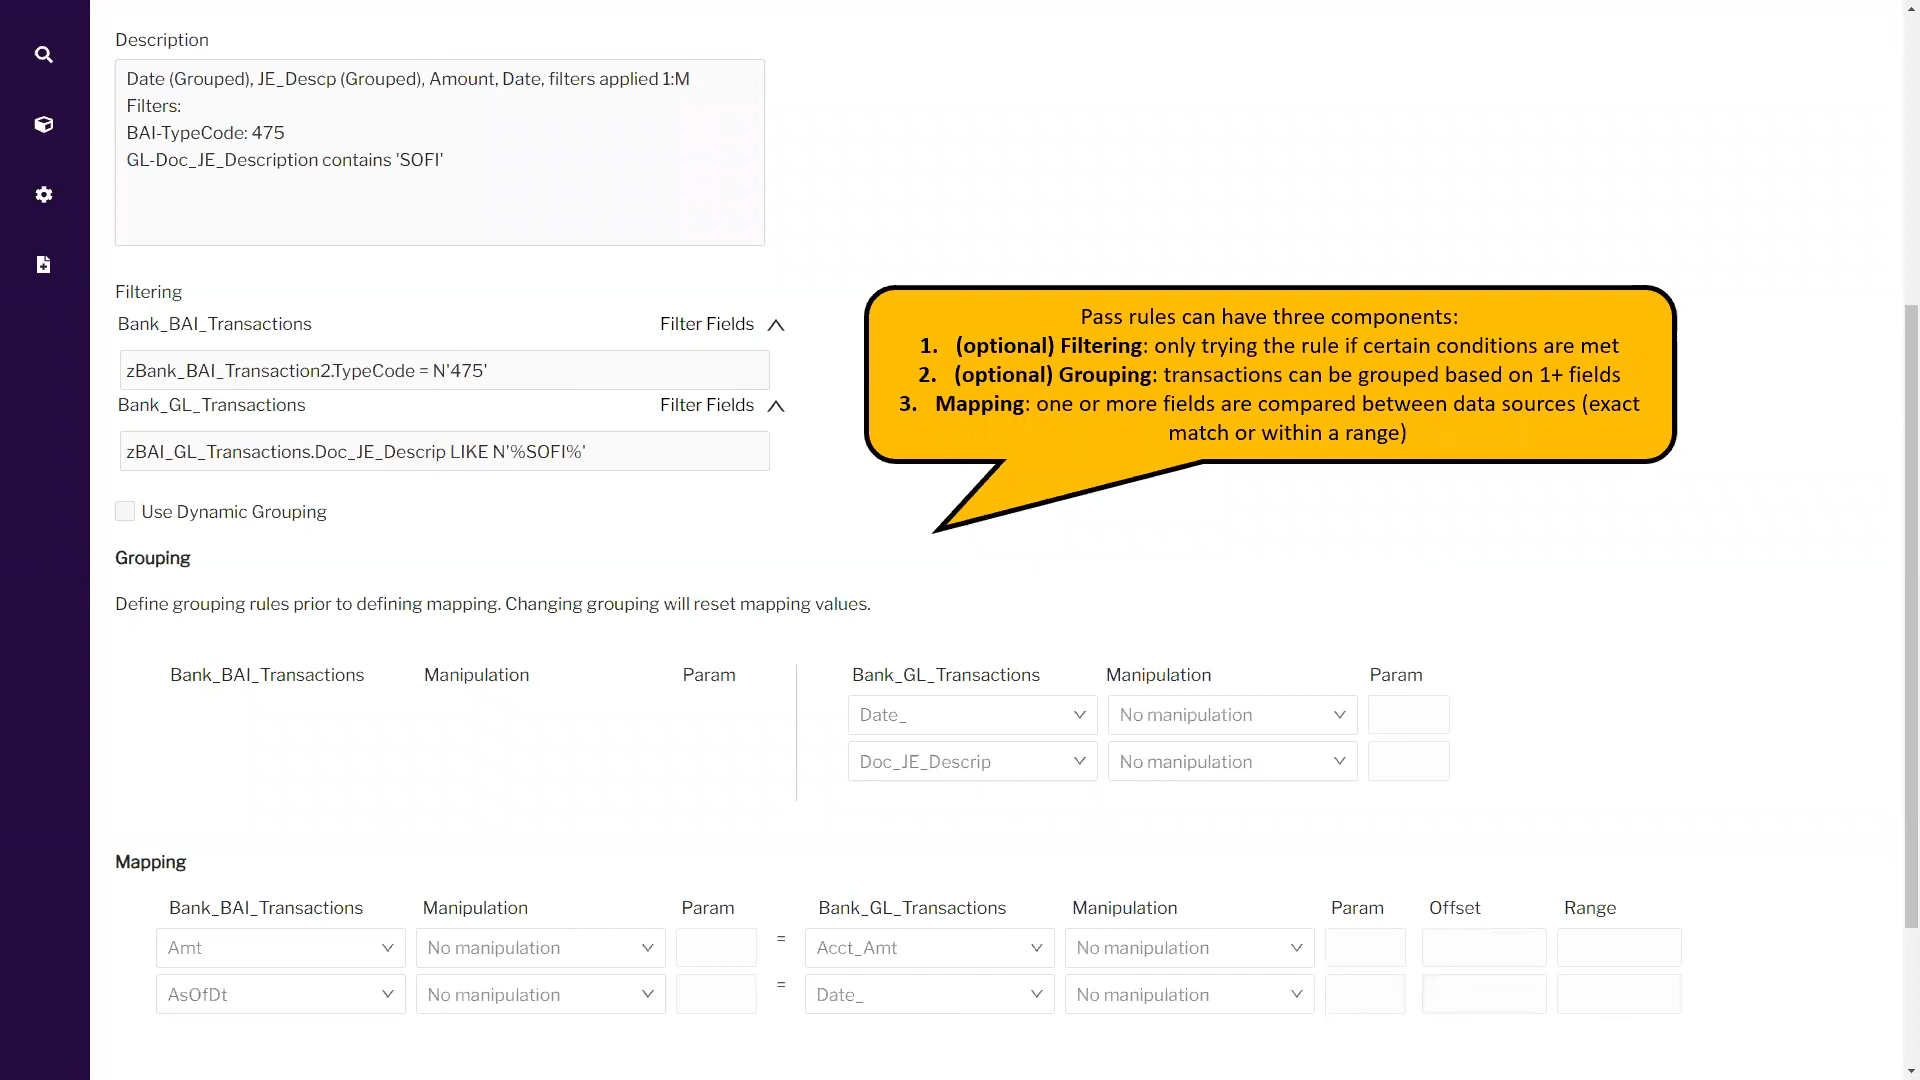 Description
Date (Grouped), JE_Descp (Grouped), Amount, Date, filters applied 1:M
Filters:
BAI-TypeCode: 475
GL-Doc_JE_Description contains 'SOFI'
Filtering
Bank_BAI_Transactions Filter Fields
zBank_BAI_Transaction2.TypeCode = N'475'
Bank_GL_Transactions Filter Fields
zBAI_GL_Transactions.Doc_JE_Descrip LIKE N'%SOFI%'
Pass rules can have three components:
1. (optional) Filtering: only trying the rule if certain conditions are met
2. (optional) Grouping: transactions can be grouped based on 1+ fields
3. Mapping: one or more fields are compared between data sources (exact
match or within a range)
Use Dynamic Grouping
Grouping
Define grouping rules prior to defining mapping. Changing grouping will reset mapping values.
Bank_BAI_Transactions Manipulation Param Bank_GL_Transactions Manipulation Param
Date_ No manipulation
Doc_JE_Descrip No manipulation
Mapping
Bank_BAI_Transactions Manipulation Param Bank_GL_Transactions Manipulation Param Offset Range
Amt No manipulation = Acct_Amt No manipulation
AsOfDt No manipulation = Date_ No manipulation